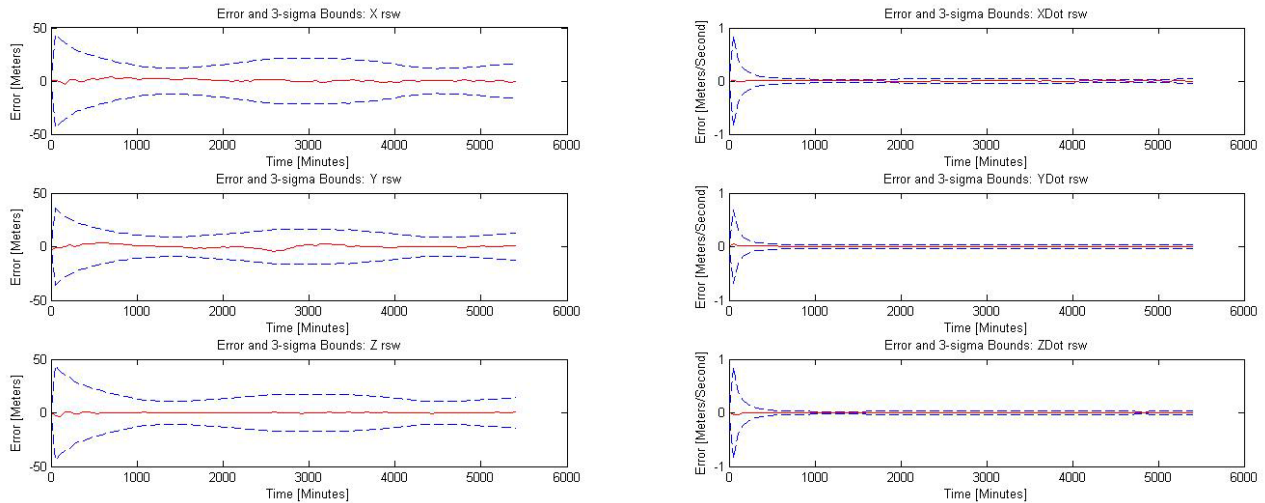 Error and 3-sigma Bounds: X rsw
50
0
-50
Error [Meters]
0 1000 2000 3000 4000 5000 6000
Time [Minutes]
Error and 3-sigma Bounds: Y rsw
50
0
-50
Error [Meters]
0 1000 2000 3000 4000 5000 6000
Time [Minutes]
Error and 3-sigma Bounds: Z rsw
50
0
-50
Error [Meters]
0 1000 2000 3000 4000 5000 6000
Time [Minutes]
Error and 3-sigma Bounds: XDot rsw
1
0
-1
Error [Meters/Second]
0 1000 2000 3000 4000 5000 6000
Time [Minutes]
Error and 3-sigma Bounds: YDot rsw
1
0
-1
Error [Meters/Second]
0 1000 2000 3000 4000 5000 6000
Time [Minutes]
Error and 3-sigma Bounds: ZDot rsw
1
0
-1
Error [Meters/Second]
0 1000 2000 3000 4000 5000 6000
Time [Minutes]